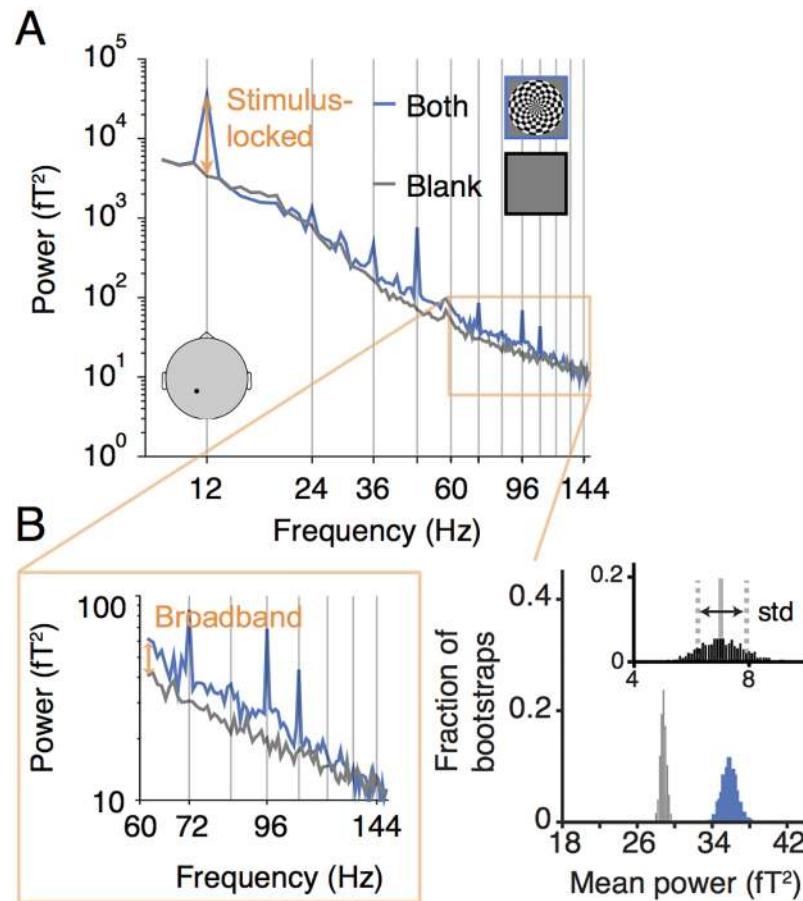 A
10⁵
10⁴
10³
10²
10¹
10⁰
Power (fT²)
Stimulus-
locked
Both
Blank
12 24 36 60 96 144
Frequency (Hz)
B
100
10
Power (fT²)
Broadband
60 72 96 144
Frequency (Hz)
0.4
0.2
0
Fraction of
bootstraps
0.2
0
std
4 8
18 26 34 42
Mean power (fT²)